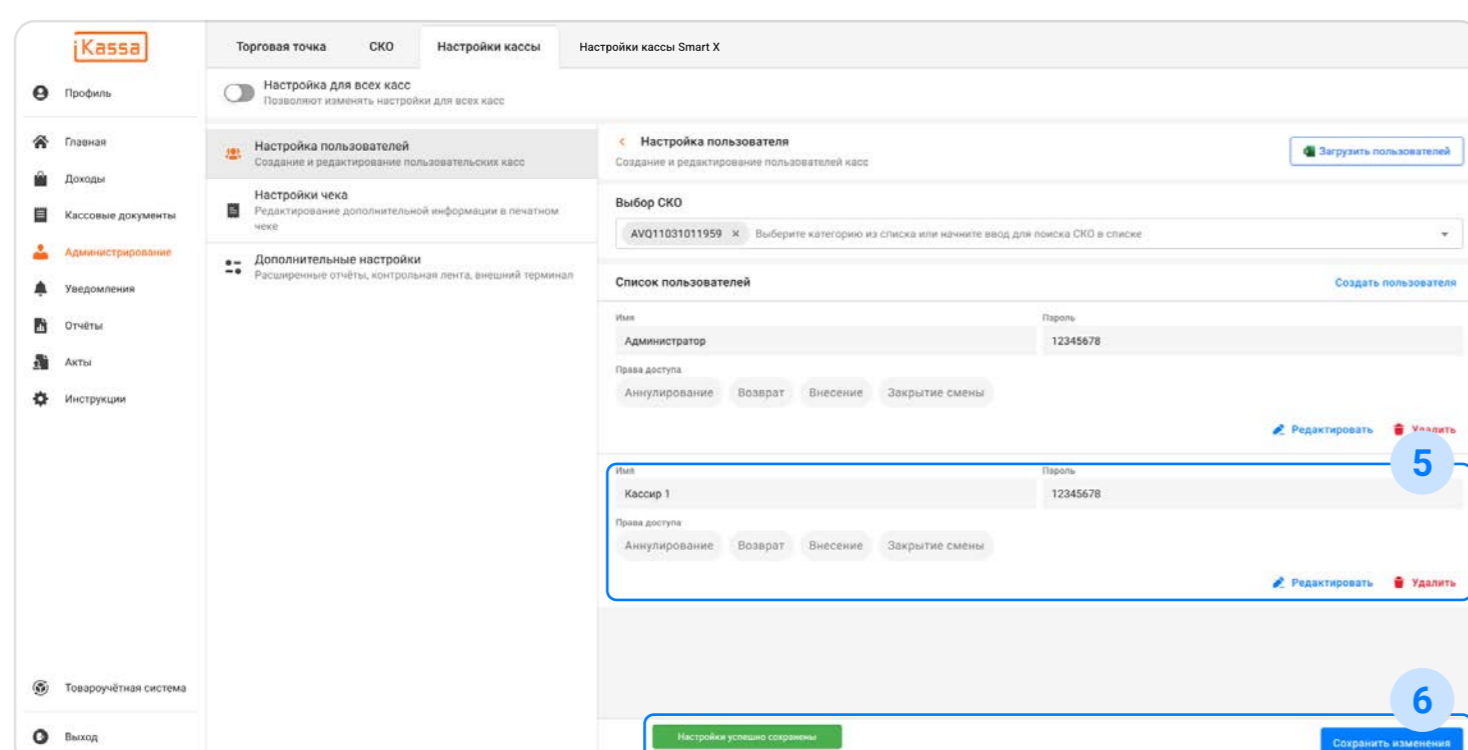 iKassa
Профиль
Главная
Доходы
Кассовые документы
Администрирование
Уведомления
Отчёты
Акты
Инструкции
Товароучётная система
Выход
Торговая точка СКО Настройки кассы Настройки кассы Smart X
Настройка для всех касс
Позволяют изменять настройки для всех касс
Настройка пользователей
Создание и редактирование пользовательских касс
Настройки чека
Редактирование дополнительной информации в печатном
чеке
Дополнительные настройки
Расширенные отчёты, контрольная лента, внешний терминал
Настройка пользователя
Создание и редактирование пользователей касс
Загрузить пользователей
Выбор СКО
AVQ11031011959 × Выберите категорию из списка или начните ввод для поиска СКО в списке
Список пользователей Создать пользователя
Имя Пароль
Администратор 12345678
Права доступа
Аннулирование Возврат Внесение Закрытие смены
Редактировать Удалить
5
Имя Пароль
Кассир 1 12345678
Права доступа
Аннулирование Возврат Внесение Закрытие смены
Редактировать Удалить
6
Настройки успешно сохранены Сохранить изменения